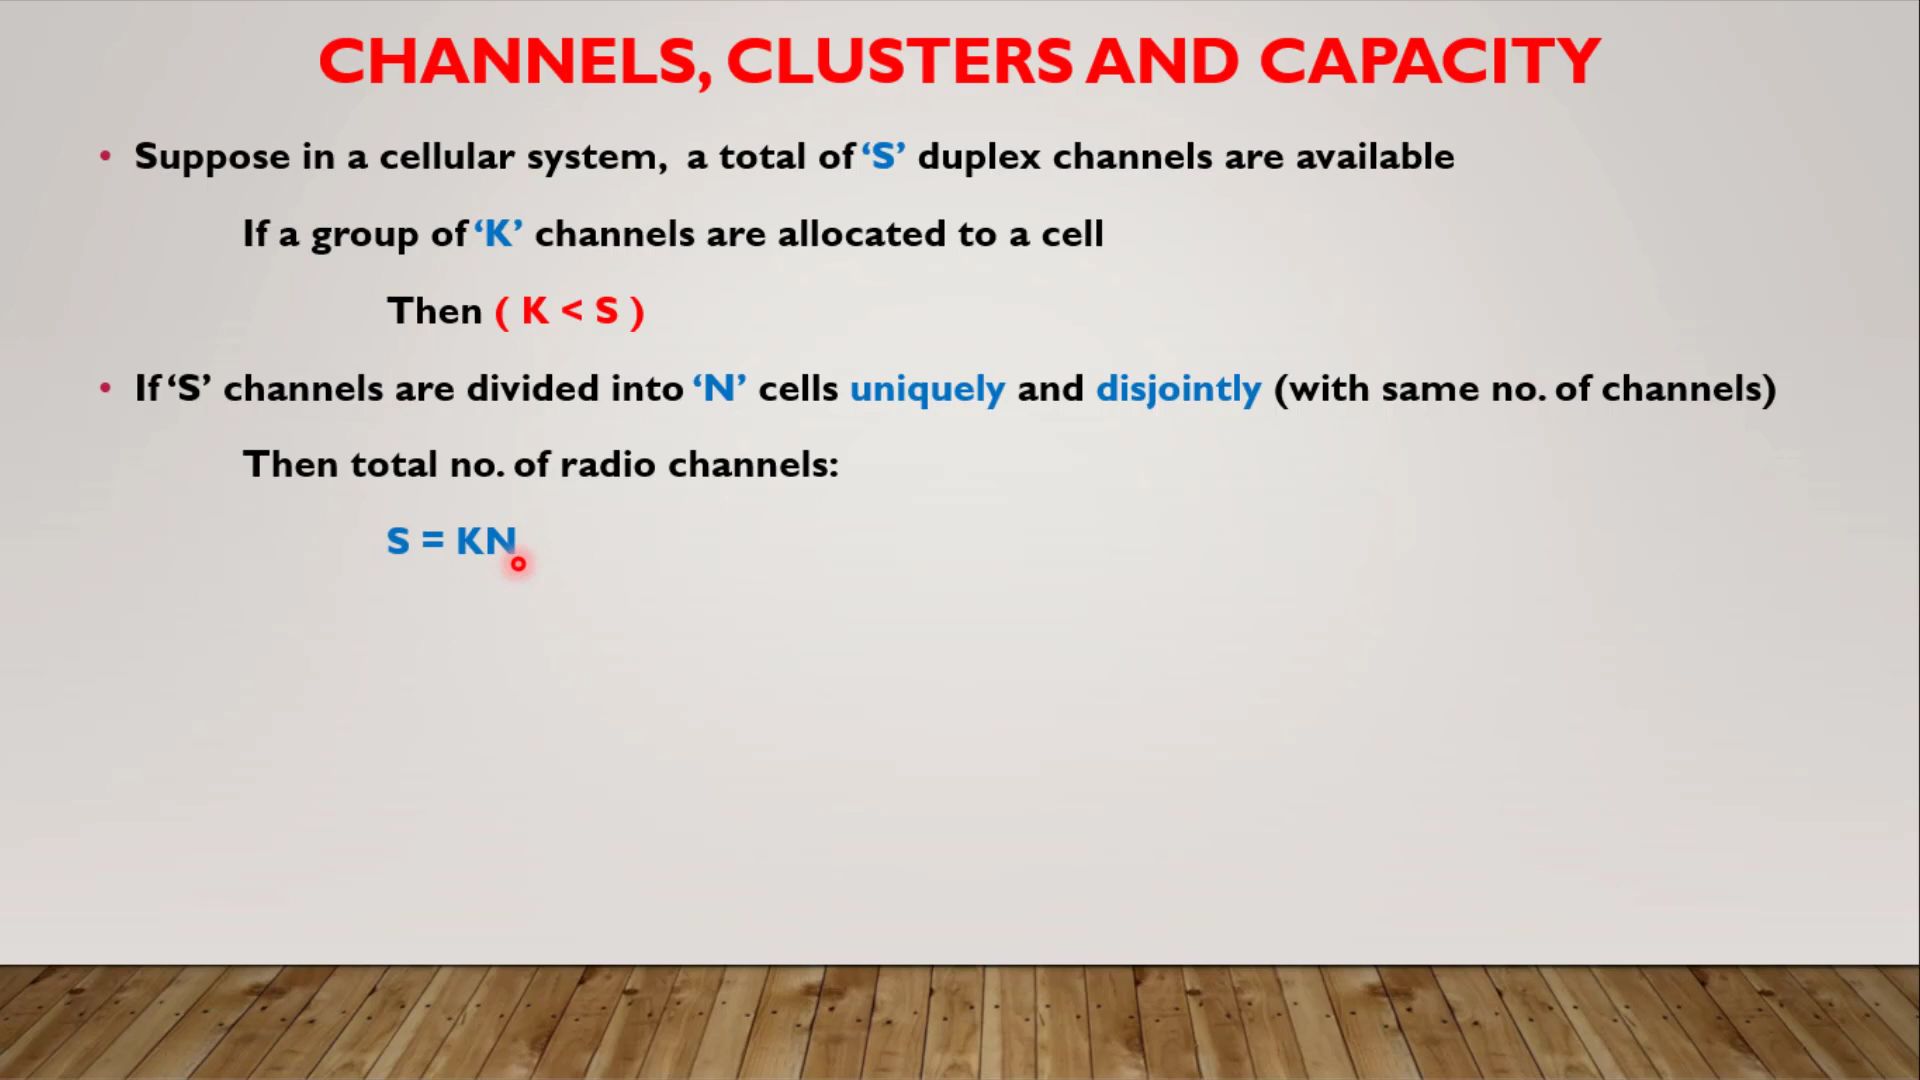 CHANNELS, CLUSTERS AND CAPACITY
• Suppose in a cellular system, a total of ‘S’ duplex channels are available
If a group of ‘K’ channels are allocated to a cell
Then ( K < S )
• If ‘S’ channels are divided into ‘N’ cells uniquely and disjointly (with same no. of channels)
Then total no. of radio channels:
S = KN